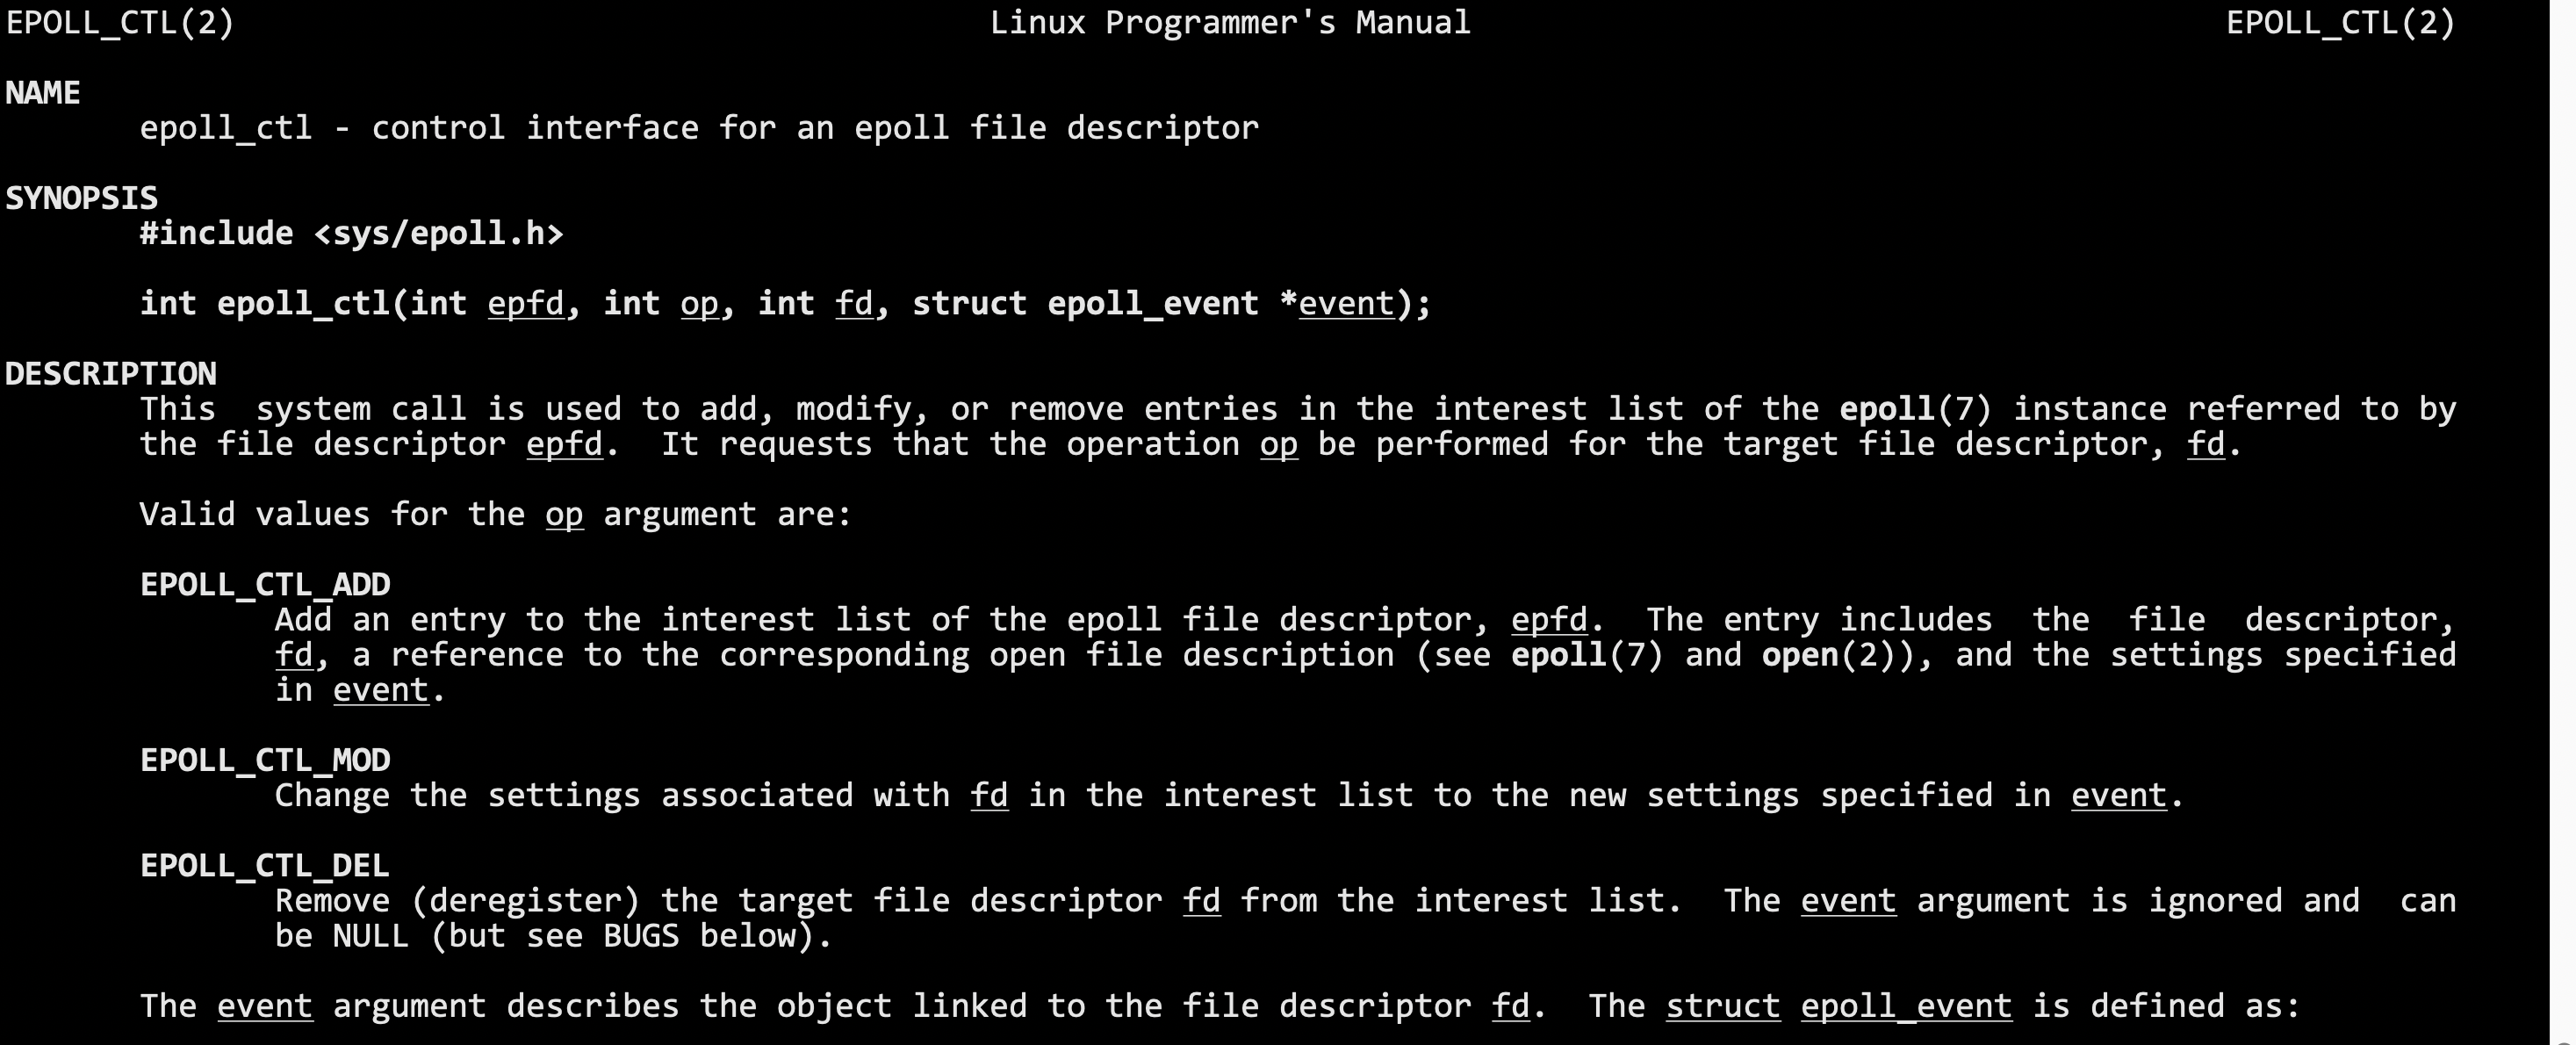 EPOLL_CTL(2) Linux Programmer's Manual EPOLL_CTL(2)
NAME
epoll_ctl - control interface for an epoll file descriptor
SYNOPSIS
#include <sys/epoll.h>
int epoll_ctl(int epfd, int op, int fd, struct epoll_event *event);
DESCRIPTION
This  system call is used to add, modify, or remove entries in the interest list of the epoll(7) instance referred to by
the file descriptor epfd.  It requests that the operation op be performed for the target file descriptor, fd.
Valid values for the op argument are:
EPOLL_CTL_ADD
Add an entry to the interest list of the epoll file descriptor, epfd.  The entry includes  the  file  descriptor,
fd, a reference to the corresponding open file description (see epoll(7) and open(2)), and the settings specified
in event.
EPOLL_CTL_MOD
Change the settings associated with fd in the interest list to the new settings specified in event.
EPOLL_CTL_DEL
Remove (deregister) the target file descriptor fd from the interest list.  The event argument is ignored and  can
be NULL (but see BUGS below).
The event argument describes the object linked to the file descriptor fd.  The struct epoll_event is defined as: